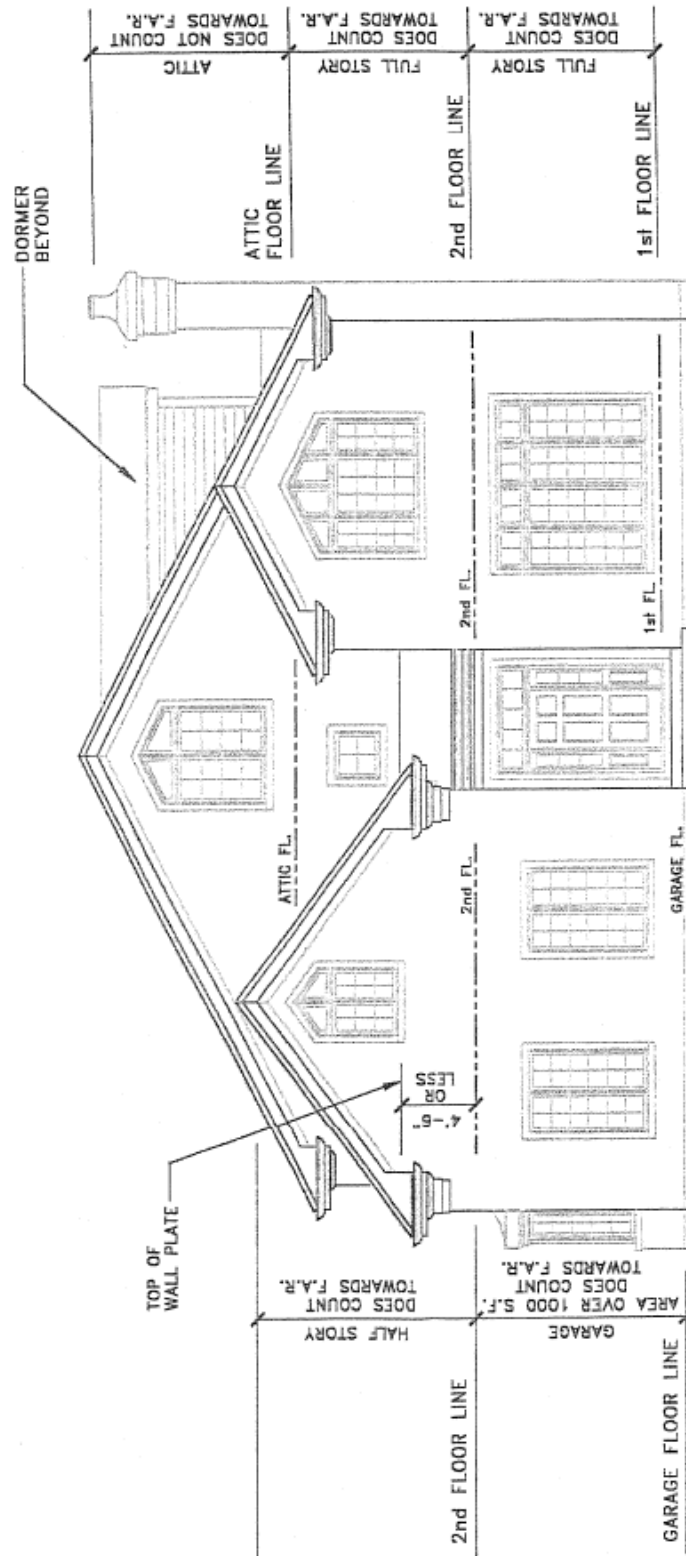 DORMER
BEYOND
TOP OF
WALL PLATE
ATTIC
DOES NOT COUNT
TOWARDS F.A.R.
ATTIC
FLOOR LINE
FULL STORY
DOES COUNT
TOWARDS F.A.R.
2nd FLOOR LINE
FULL STORY
DOES COUNT
TOWARDS F.A.R.
1st FLOOR LINE
HALF STORY
DOES COUNT
TOWARDS F.A.R.
2nd FLOOR LINE
GARAGE
AREA OVER 1000 S.F.
DOES COUNT
TOWARDS F.A.R.
GARAGE FLOOR LINE
4'-6"
OR
LESS
ATTIC FL.
2nd FL.
2nd FL.
1st FL.
GARAGE FL.